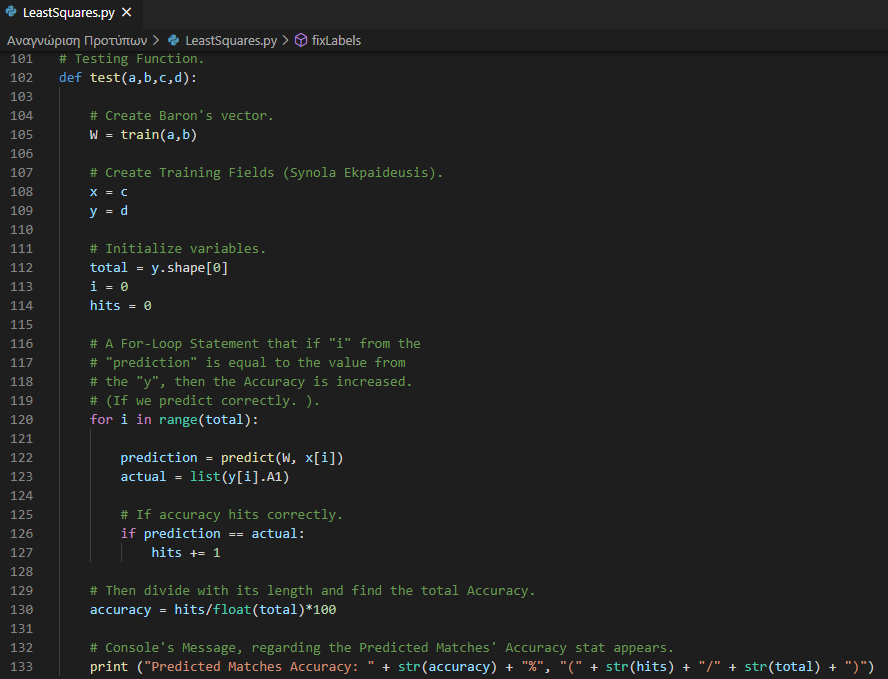 LeastSquares.py ×
Αναγνώριση Προτύπων > LeastSquares.py > fixLabels
101 # Testing Function.
102 def test(a,b,c,d):
103
104 # Create Baron's vector.
105 W = train(a,b)
106
107 # Create Training Fields (Synola Ekpaideusis).
108 x = c
109 y = d
110
111 # Initialize variables.
112 total = y.shape[0]
113 i = 0
114 hits = 0
115
116 # A For-Loop Statement that if "i" from the
117 # "prediction" is equal to the value from
118 # the "y", then the Accuracy is increased.
119 # (If we predict correctly. ).
120 for i in range(total):
121
122 prediction = predict(W, x[i])
123 actual = list(y[i].A1)
124
125 # If accuracy hits correctly.
126 if prediction == actual:
127 hits += 1
128
129 # Then divide with its length and find the total Accuracy.
130 accuracy = hits/float(total)*100
131
132 # Console's Message, regarding the Predicted Matches' Accuracy stat appears.
133 print ("Predicted Matches Accuracy: " + str(accuracy) + "%", "(" + str(hits) + "/" + str(total) + ")")